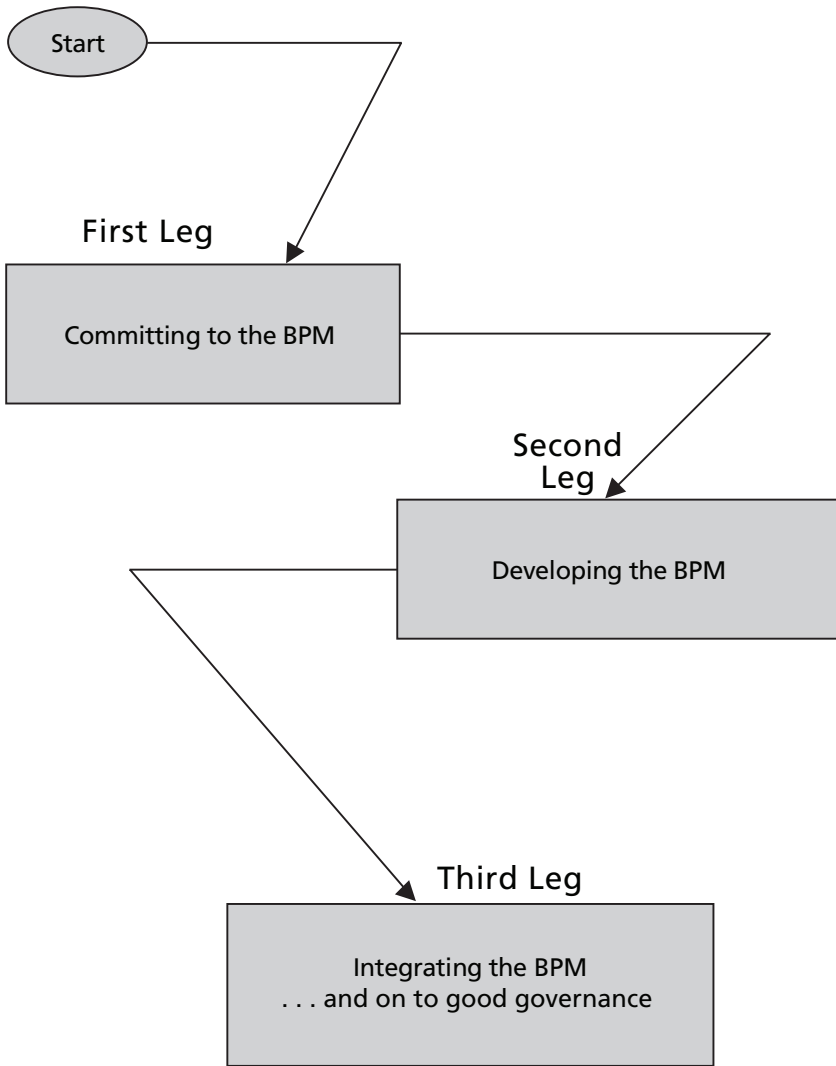 Start
First Leg
Committing to the BPM
Second
Leg
Developing the BPM
Third Leg
Integrating the BPM
. . . and on to good governance